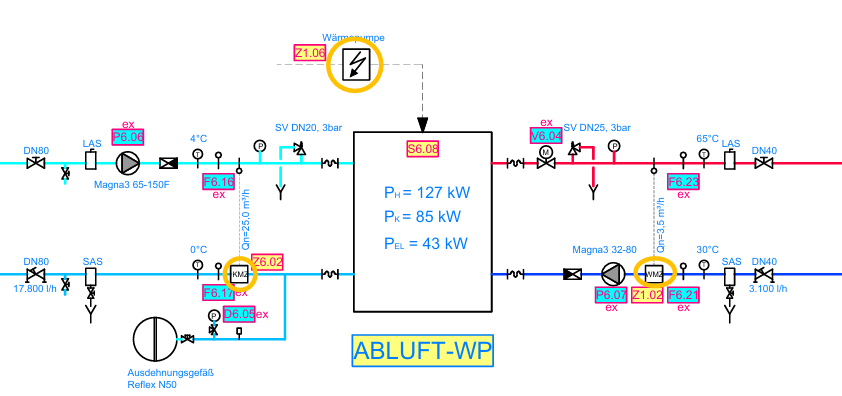 Wärmepumpe
Z1.06
ex
P6.06
4°C
SV DN20, 3bar
P
ex
V6.04
M
SV DN25, 3bar
P
65°C
LAS
DN40
DN80
LAS
T
F6.16
ex
Magna3 65-150F
S6.08
T
F6.23
ex
PH = 127 kW
PK = 85 kW
PEL = 43 kW
Qn=25,0 m³/h
Qn=3,5 m³/h
DN80
SAS
0°C
T
KMZ
Z6.02
Magna3 32-80
WMZ
30°C
T
SAS
DN40
17.800 l/h
F6.17
ex
P6.07
ex
Z1.02
F6.21
ex
3.100 l/h
P
D6.05
ex
ABLUFT-WP
Ausdehnungsgefäß
Reflex N50